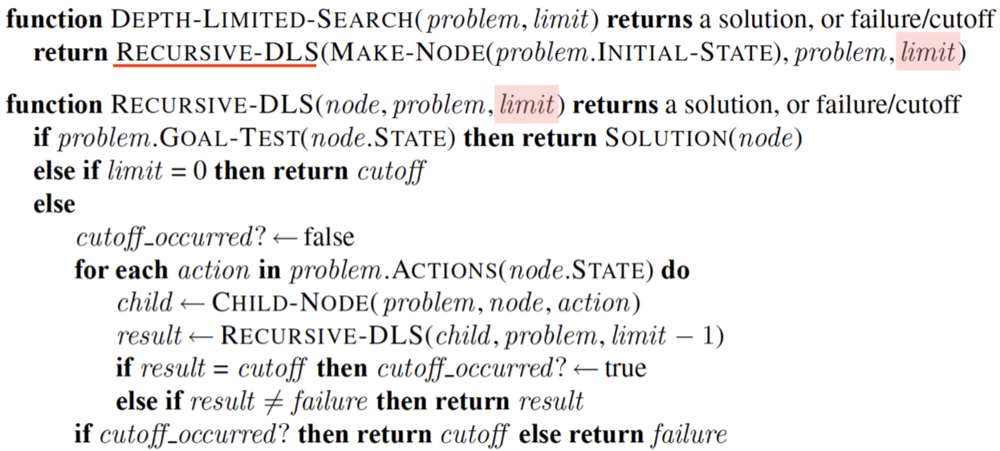 function DEPTH-LIMITED-SEARCH(problem, limit) returns a solution, or failure/cutoff
return RECURSIVE-DLS(MAKE-NODE(problem.INITIAL-STATE), problem, limit)
function RECURSIVE-DLS(node, problem, limit) returns a solution, or failure/cutoff
if problem.GOAL-TEST(node.STATE) then return SOLUTION(node)
else if limit = 0 then return cutoff
else
cutoff_occurred? ← false
for each action in problem.ACTIONS(node.STATE) do
child ← CHILD-NODE(problem, node, action)
result ← RECURSIVE-DLS(child, problem, limit − 1)
if result = cutoff then cutoff_occurred? ← true
else if result ≠ failure then return result
if cutoff_occurred? then return cutoff else return failure